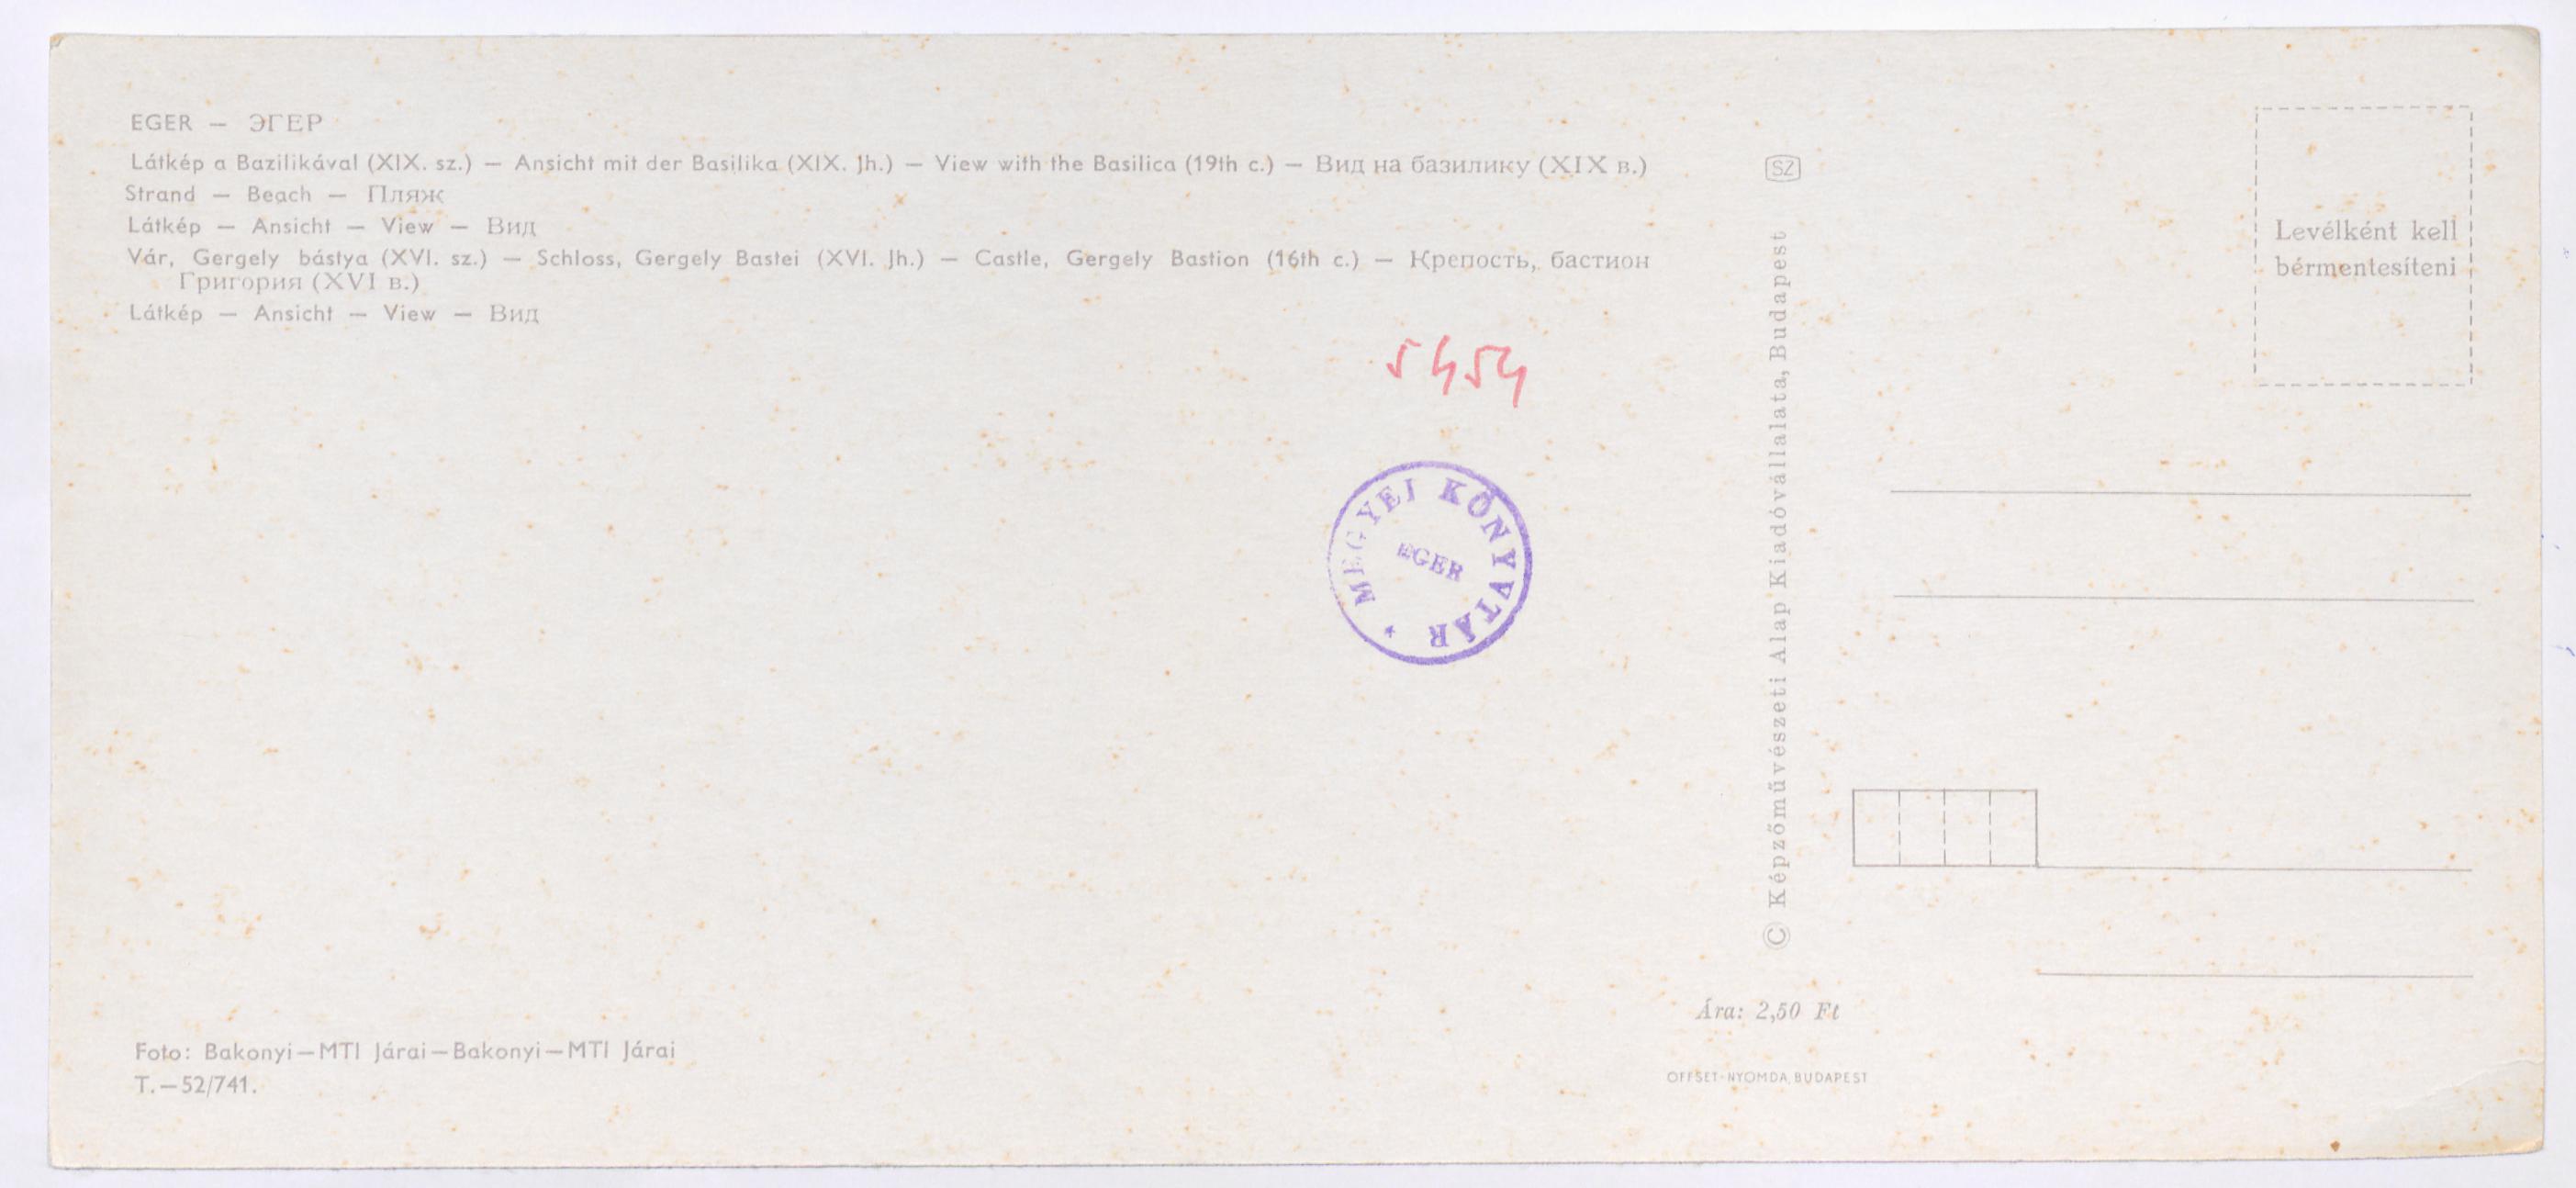 EGER — ЭГЕР
Látkép a Bazilikával (XIX. sz.) — Ansicht mit der Basilika (XIX. Jh.) — View with the Basilica (19th c.) — Вид на базилику (XIX в.)
Strand — Beach — Пляж
Látkép — Ansicht — View — Вид
Vár, Gergely bástya (XVI. sz.) — Schloss, Gergely Bastei (XVI. Jh.) — Castle, Gergely Bastion (16th c.) — Крепость, бастион
Григория (XVI в.)
Látkép — Ansicht — View — Вид
5454
MEGYEI KÖNYVTÁR
EGER
Foto: Bakonyi—MTI Járai—Bakonyi—MTI Járai
T.—52/741.
SZ
© Képzőművészeti Alap Kiadóvállalata, Budapest
Ára: 2,50 Ft
OFFSET-NYOMDA, BUDAPEST
Levélként kell
bérmentesíteni